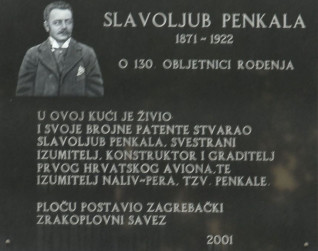 SLAVOLJUB PENKALA
1871 - 1922
O 130. OBLJETNICI ROĐENJA
U OVOJ KUĆI JE ŽIVIO
I SVOJE BROJNE PATENTE STVARAO
SLAVOLJUB PENKALA, SVESTRANI
IZUMITELJ, KONSTRUKTOR I GRADITELJ
PRVOG HRVATSKOG AVIONA,TE
IZUMITELJ NALIV-PERA, TZV. PENKALE.
PLOČU POSTAVIO ZAGREBAČKI
ZRAKOPLOVNI SAVEZ
2001